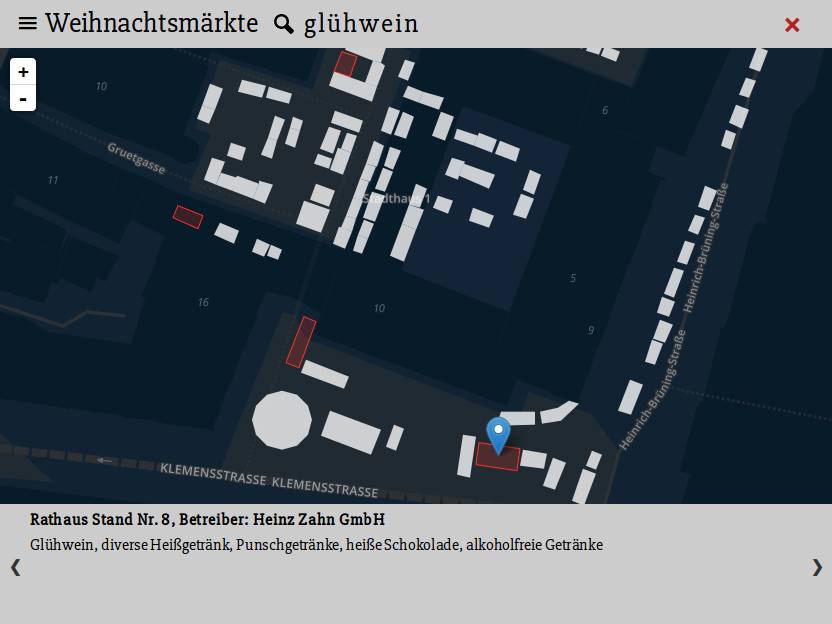 Weihnachtsmärkte glühwein
+
-
10
6
Gruetgasse
11
Stadthaus 1
Heinrich-Brüning-Straße
5
16
10
9
Heinrich-Brüning-Straße
KLEMENSSTRASSE KLEMENSSTRASSE
Rathaus Stand Nr. 8, Betreiber: Heinz Zahn GmbH
Glühwein, diverse Heißgetränk, Punschgetränke, heiße Schokolade, alkoholfreie Getränke